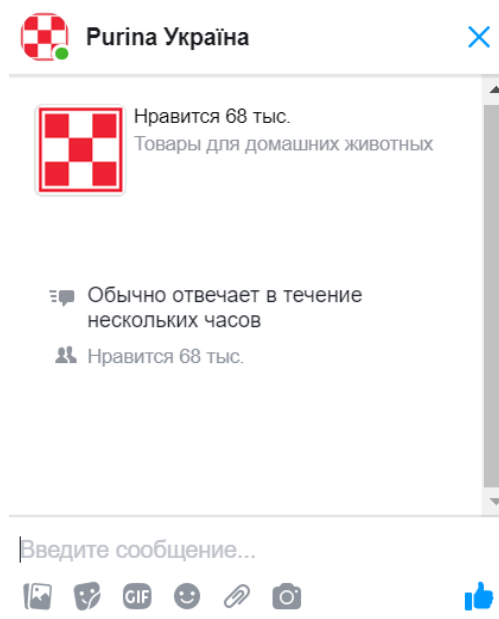 Purina Україна
Нравится 68 тыс.
Товары для домашних животных
Обычно отвечает в течение
нескольких часов
Нравится 68 тыс.
Введите сообщение...
GIF